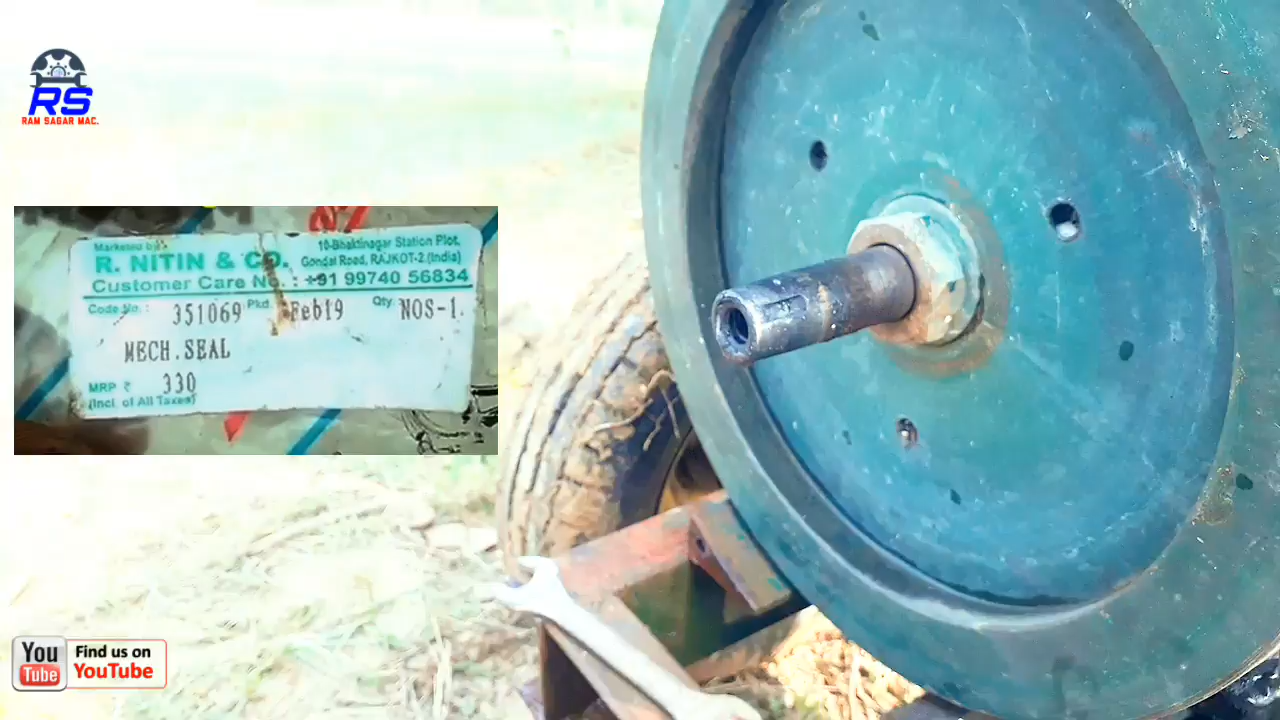 RS
RAM SAGAR MAC.
Marketed by:
10-Bhaktinagar Station Plot,
R. NITIN & CO.
Gondal Road, RAJKOT-2.(India)
Customer Care No. : +91 99740 56834
Code No. : 351069 Pkd. Feb19 Qty. NOS-1.
MECH.SEAL
MRP ₹ 330
(Incl. of All Taxes)
You
Tube
Find us on
YouTube